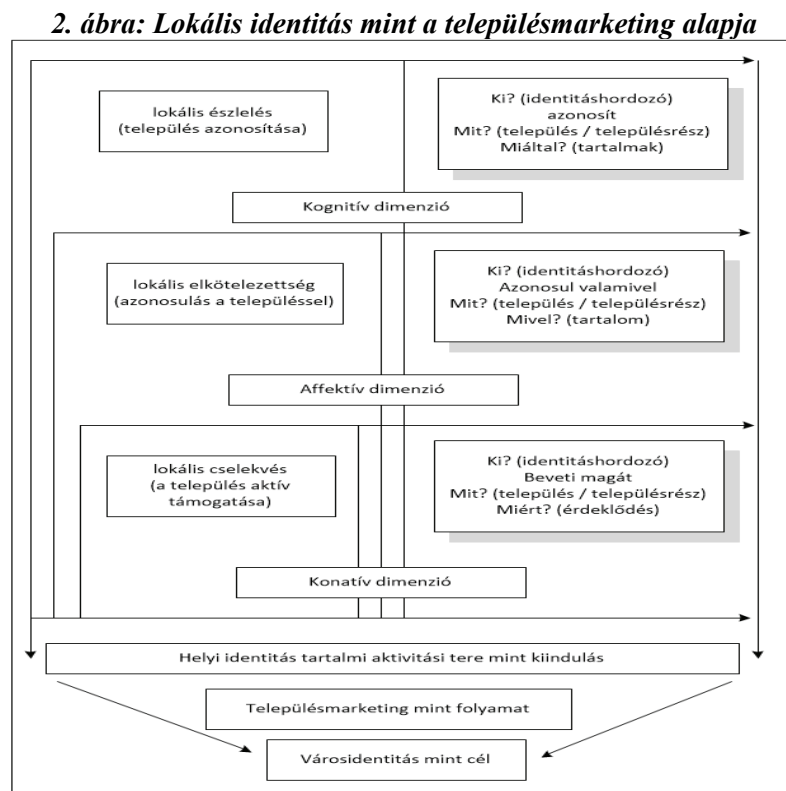 2. ábra: Lokális identitás mint a településmarketing alapja
lokális észlelés
(település azonosítása)
Ki? (identitáshordozó)
azonosít
Mit? (település / településrész)
Miáltal? (tartalmak)
Kognitív dimenzió
lokális elkötelezettség
(azonosulás a településsel)
Ki? (identitáshordozó)
Azonosul valamivel
Mit? (település / településrész)
Mivel? (tartalom)
Affektív dimenzió
lokális cselekvés
(a település aktív
támogatása)
Ki? (identitáshordozó)
Beveti magát
Mit? (település / településrész)
Miért? (érdeklődés)
Konatív dimenzió
Helyi identitás tartalmi aktivitási tere mint kiindulás
Településmarketing mint folyamat
Városidentitás mint cél